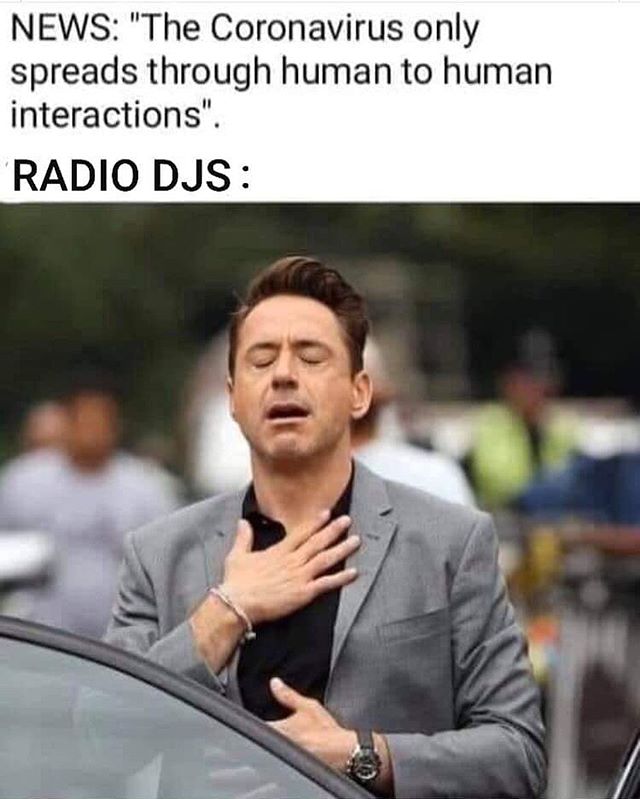 NEWS: "The Coronavirus only
spreads through human to human
interactions".
RADIO DJS: